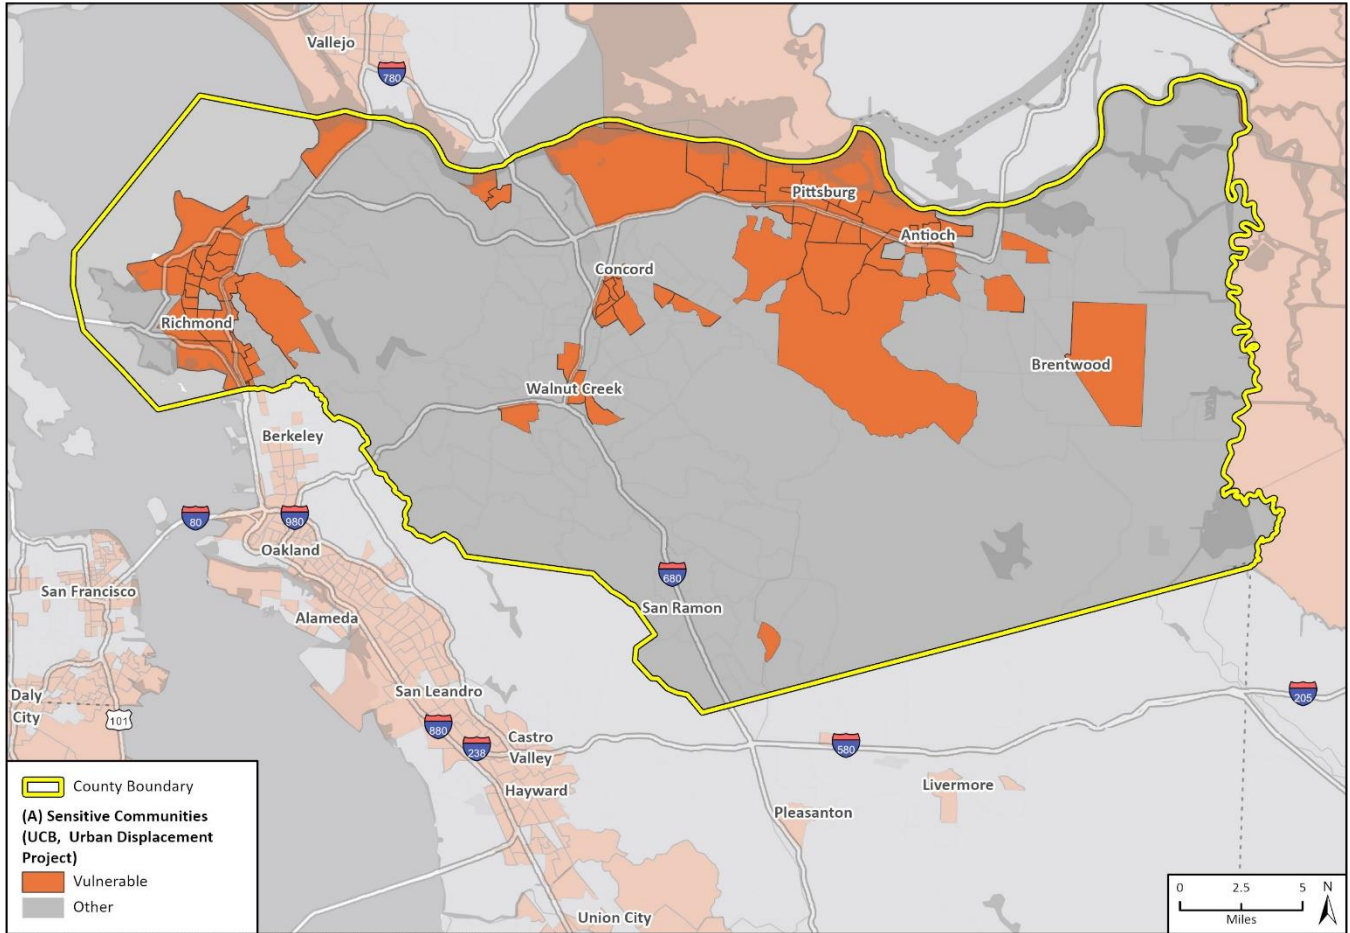 Vallejo
780
Pittsburg
Antioch
Concord
Richmond
Brentwood
Walnut Creek
Berkeley
80
980
Oakland
680
San Francisco
San Ramon
Alameda
San Leandro
Daly
City
101
205
880
238
Castro
Valley
580
Hayward
Livermore
Pleasanton
Union City
County Boundary
(A) Sensitive Communities
(UCB, Urban Displacement
Project)
Vulnerable
Other
0 2.5 5 N
Miles